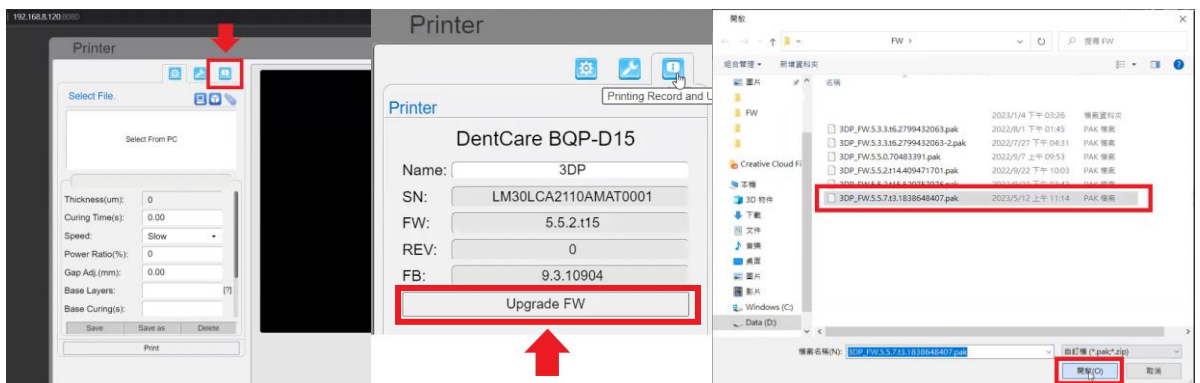 192.168.8.120:8080
Printer
Select File.
Select From PC
Thickness(um): 0
Curing Time(s): 0.00
Speed: Slow
Power Ratio(%): 0
Gap Adj.(mm): 0.00
Base Layers: [?]
Base Curing(s):
Save Save as Delete
Print
Printer
Printing Record and U
Printer
DentCare BQP-D15
Name: 3DP
SN: LM30LCA2110AMAT0001
FW: 5.5.2.t15
REV: 0
FB: 9.3.10904
Upgrade FW
開啟
FW
搜尋 FW
組合管理 新增資料夾
圖片
名稱
2023/1/4 下午 03:26 檔案資料夾
FW
3DP_FW.5.3.3.t6.2799432063.pak 2022/8/1 下午 01:45 PAK 檔案
3DP_FW.5.3.3.t6.2799432063-2.pak 2022/7/27 下午 04:31 PAK 檔案
3DP_FW.5.5.0.70483391.pak 2022/9/7 上午 09:53 PAK 檔案
Creative Cloud Fi
3DP_FW.5.5.2.t14.409471701.pak 2022/9/22 下午 10:03 PAK 檔案
本機
3D 物件
3DP_FW.5.5.7.t3.1838648407.pak 2023/5/12 上午 11:14 PAK 檔案
下載
文件
音樂
桌面
圖片
影片
Windows (C:)
Data (D:)
檔案名稱(N): 3DP_FW.5.5.7.t3.1838648407.pak 自訂檔 (*.pak;*.zip)
開啟(O) 取消